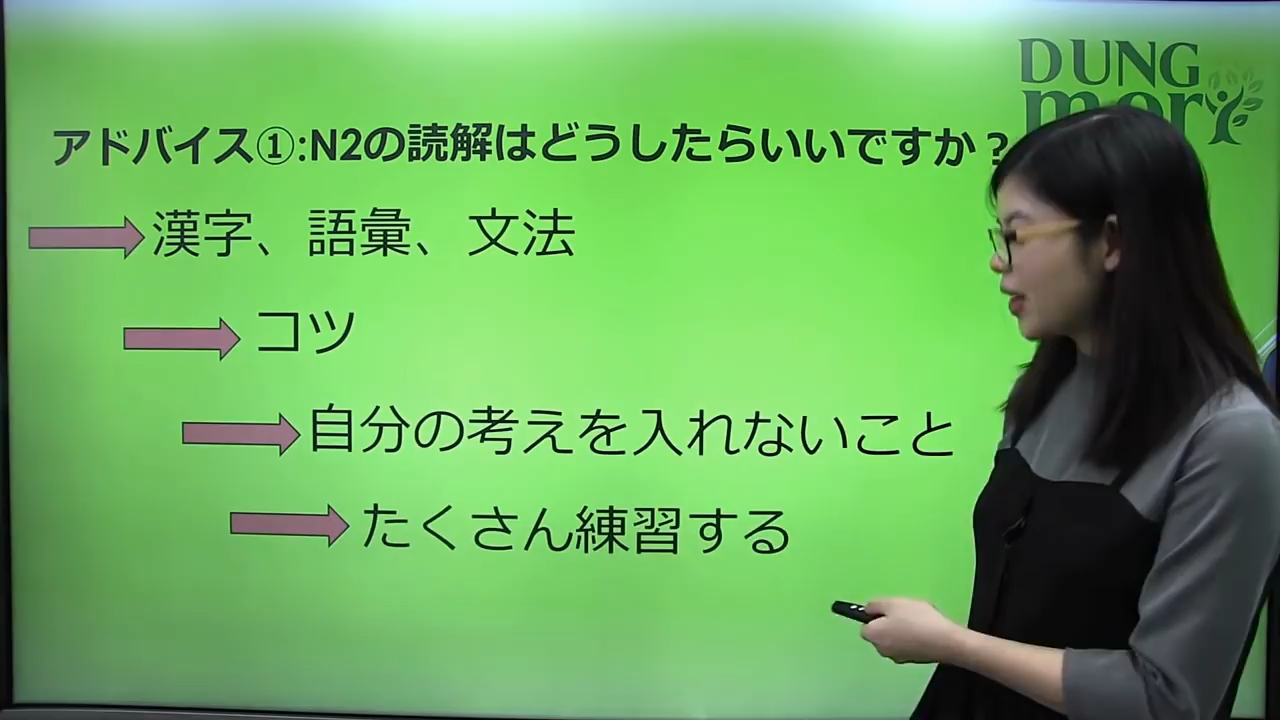 DUNG
mori
アドバイス①:N2の読解はどうしたらいいですか？
漢字、語彙、文法
コツ
自分の考えを入れないこと
たくさん練習する